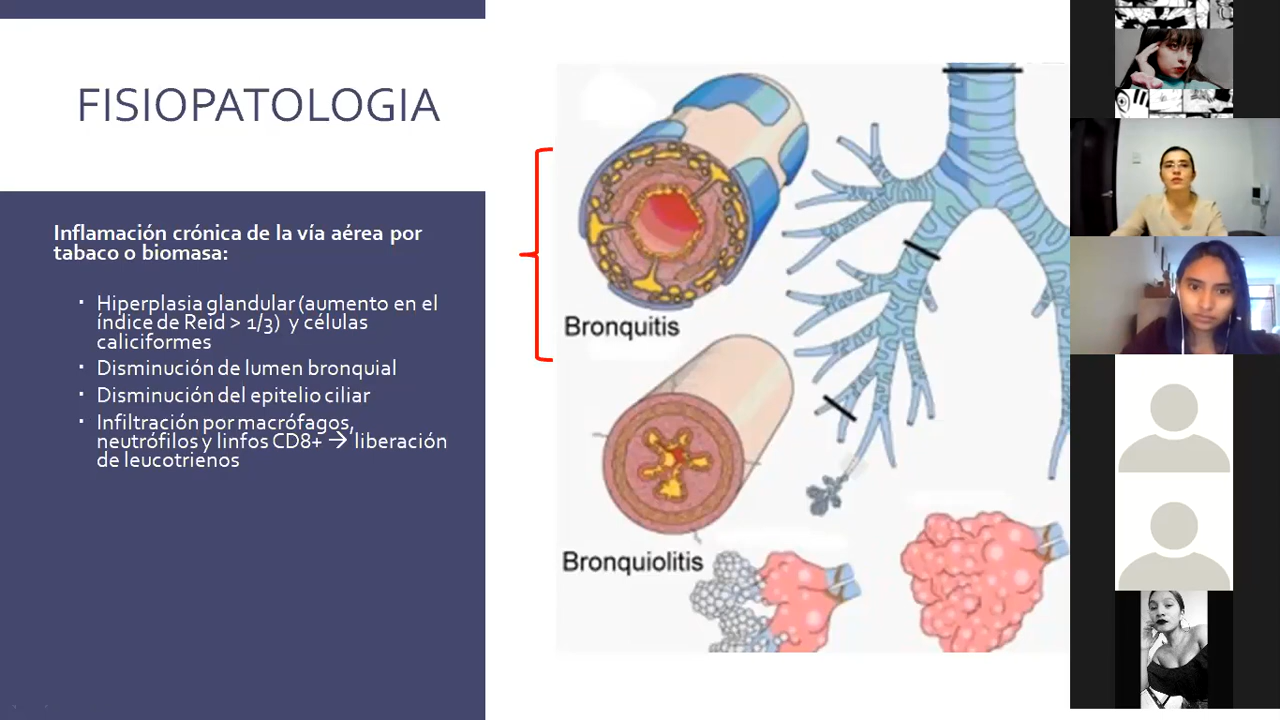 FISIOPATOLOGIA
Inflamación crónica de la vía aérea por
tabaco o biomasa:
▪ Hiperplasia glandular (aumento en el
índice de Reid > 1/3) y células
caliciformes
▪ Disminución de lumen bronquial
▪ Disminución del epitelio ciliar
▪ Infiltración por macrófagos,
neutrófilos y linfos CD8+ → liberación
de leucotrienos
Bronquitis
Bronquiolitis